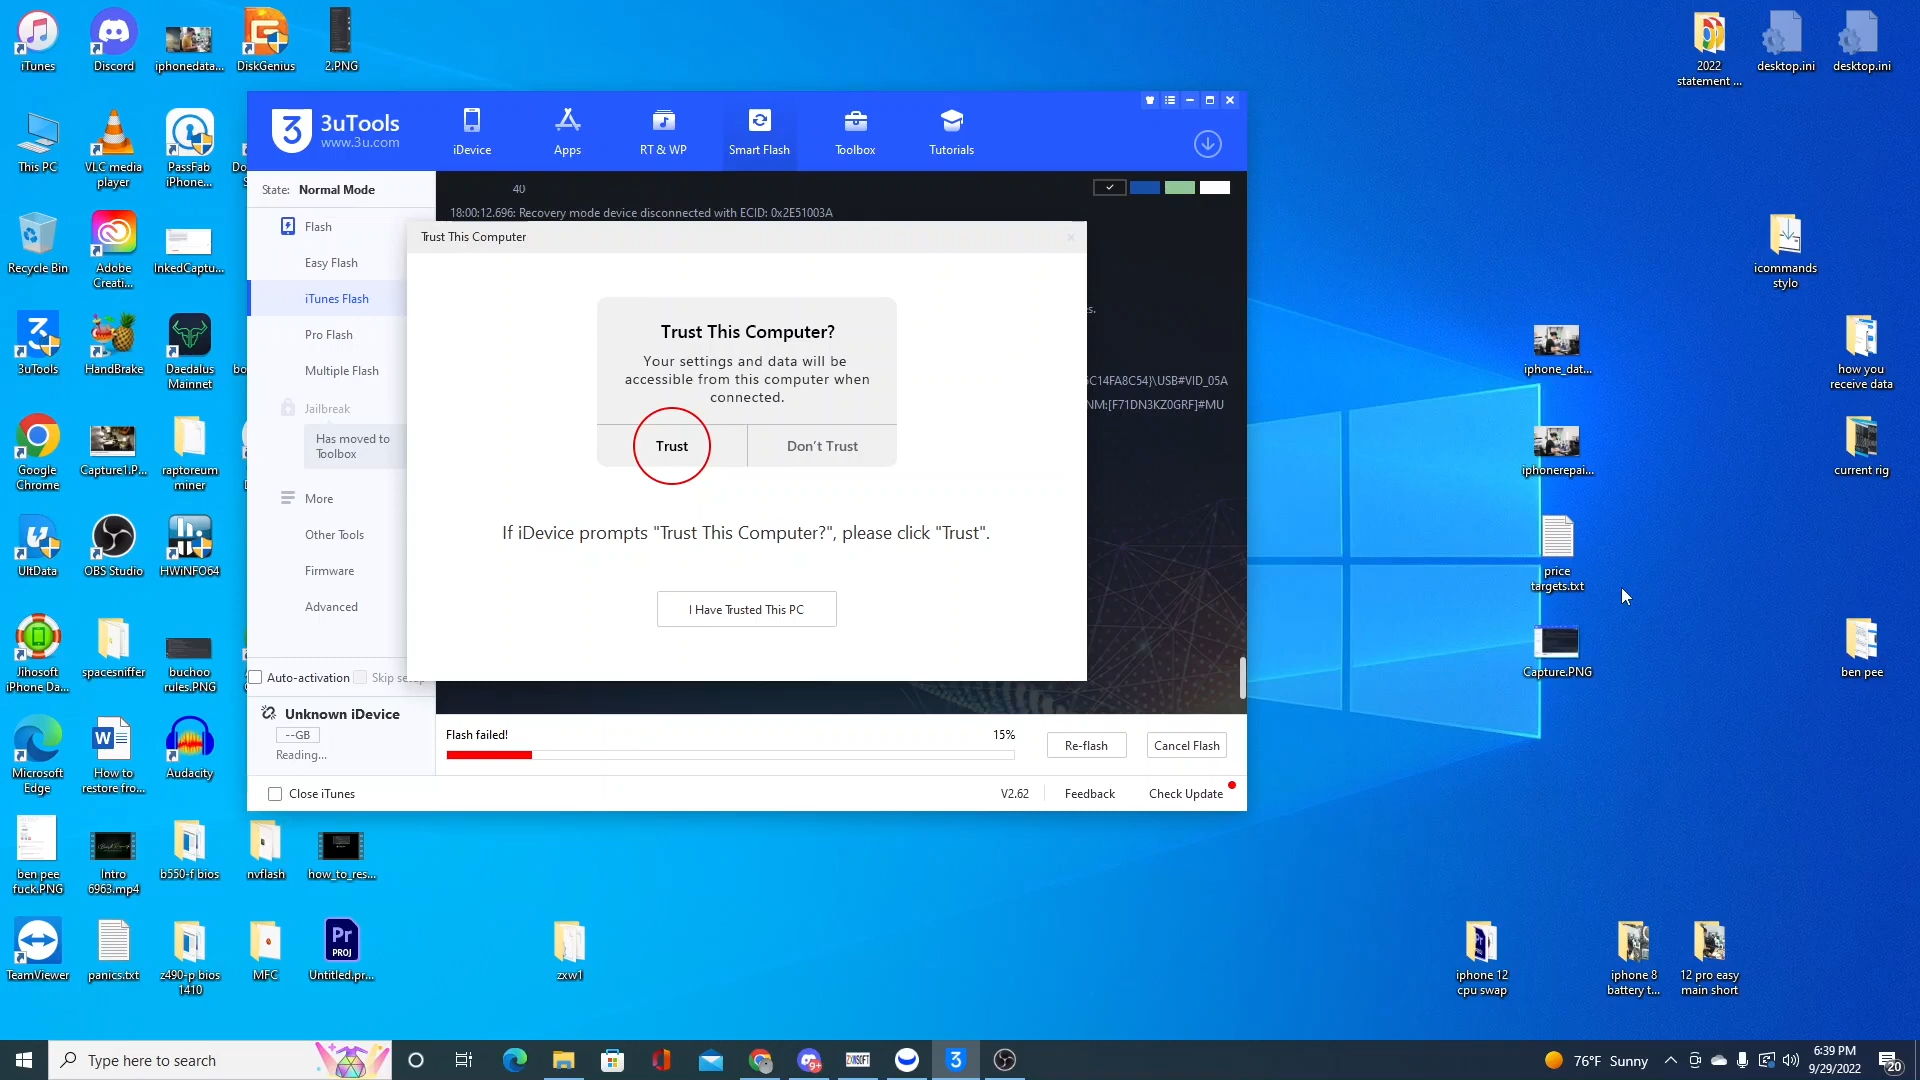 iTunes
Discord
iphonedata...
DiskGenius
2.PNG
2022
statement ...
desktop.ini
desktop.ini
This PC
VLC media
player
PassFab
iPhone...
Do
Recycle Bin
Adobe
Creati...
InkedCaptu...
3uTools
HandBrake
Daedalus
Mainnet
bo
Google
Chrome
Capture1.P...
raptoreum
miner
UltData
OBS Studio
HWiNFO64
Jihosoft
iPhone Da...
spacesniffer
buchoo
rules.PNG
Microsoft
Edge
How to
restore fro...
Audacity
ben pee
fuck.PNG
Intro
6963.mp4
b550-f bios
nvflash
how_to_res...
TeamViewer
panics.txt
z490-p bios
1410
MFC
Pr
PROJ
Untitled.pr...
zxw1
3uTools
www.3u.com
iDevice
Apps
RT & WP
Smart Flash
Toolbox
Tutorials
State: Normal Mode
Flash
Easy Flash
iTunes Flash
Pro Flash
Multiple Flash
Jailbreak
Has moved to
Toolbox
More
Other Tools
Firmware
Advanced
Auto-activation
Skip setup
Unknown iDevice
--GB
Reading...
Close iTunes
40
18:00:12.696: Recovery mode device disconnected with ECID: 0x2E51003A
s.
5C14FA8C54}\USB#VID_05A
NM:[F71DN3KZ0GRF]#MU
Trust This Computer
Trust This Computer?
Your settings and data will be
accessible from this computer when
connected.
Trust
Don't Trust
If iDevice prompts "Trust This Computer?", please click "Trust".
I Have Trusted This PC
Flash failed!
15%
Re-flash
Cancel Flash
V2.62
Feedback
Check Update
icommands
stylo
iphone_dat...
how you
receive data
iphonerepai...
current rig
price
targets.txt
Capture.PNG
ben pee
iphone 12
cpu swap
iphone 8
battery t...
12 pro easy
main short
Type here to search
9+
ZXWSOFT
76°F Sunny
6:39 PM
9/29/2022
20